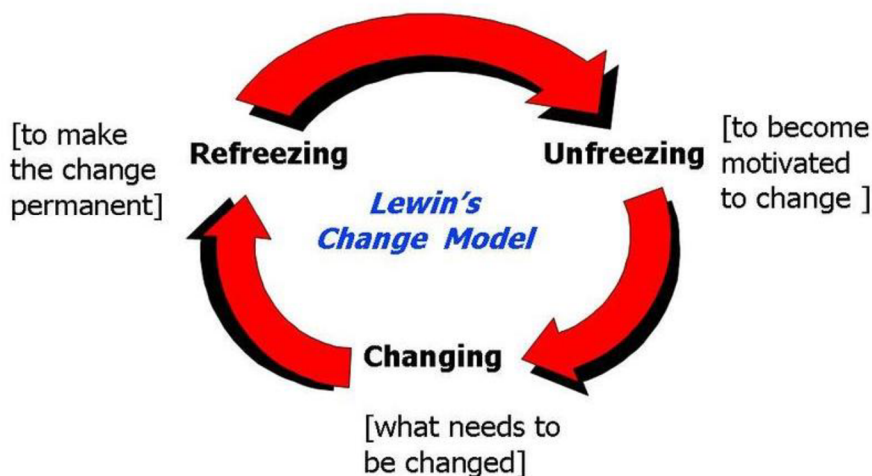 [to make
the change
permanent]
Refreezing
Unfreezing
[to become
motivated
to change ]
Lewin's
Change Model
Changing
[what needs to
be changed]